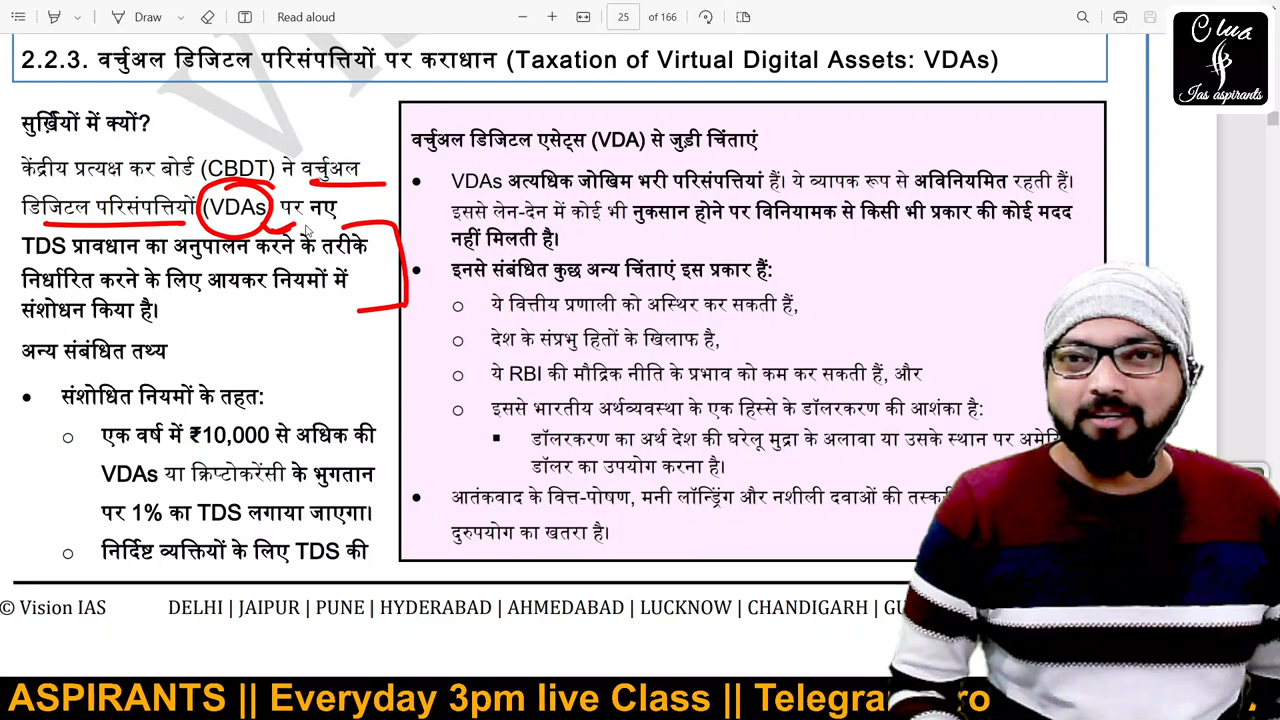 Draw
Read aloud
25 of 166
Clua
Ias aspirants
2.2.3. वर्चुअल डिजिटल परिसंपत्तियों पर कराधान (Taxation of Virtual Digital Assets: VDAs)
सुर्ख़ियों में क्यों?
केंद्रीय प्रत्यक्ष कर बोर्ड (CBDT) ने वर्चुअल
डिजिटल परिसंपत्तियों (VDAs) पर नए
TDS प्रावधान का अनुपालन करने के तरीके
निर्धारित करने के लिए आयकर नियमों में
संशोधन किया है।
अन्य संबंधित तथ्य
• संशोधित नियमों के तहत:
o एक वर्ष में ₹10,000 से अधिक की
VDAs या क्रिप्टोकरेंसी के भुगतान
पर 1% का TDS लगाया जाएगा।
o निर्दिष्ट व्यक्तियों के लिए TDS की
वर्चुअल डिजिटल एसेट्स (VDA) से जुड़ी चिंताएं
• VDAs अत्यधिक जोखिम भरी परिसंपत्तियां हैं। ये व्यापक रूप से अविनियमित रहती हैं।
इससे लेन-देन में कोई भी नुकसान होने पर विनियामक से किसी भी प्रकार की कोई मदद
नहीं मिलती है।
• इनसे संबंधित कुछ अन्य चिंताएं इस प्रकार हैं:
o ये वित्तीय प्रणाली को अस्थिर कर सकती हैं,
o देश के संप्रभु हितों के खिलाफ है,
o ये RBI की मौद्रिक नीति के प्रभाव को कम कर सकती हैं, और
o इससे भारतीय अर्थव्यवस्था के एक हिस्से के डॉलरकरण की आशंका है:
▪ डॉलरकरण का अर्थ देश की घरेलू मुद्रा के अलावा या उसके स्थान पर
डॉलर का उपयोग करना है।
• आतंकवाद के वित्त-पोषण, मनी लॉन्ड्रिंग और नशीली दवाओं की
दुरुपयोग का खतरा है।
© Vision IAS DELHI | JAIPUR | PUNE | HYDERABAD | AHMEDABAD | LUCKNOW | CHANDIGARH |
ASPIRANTS || Everyday 3pm live Class ||